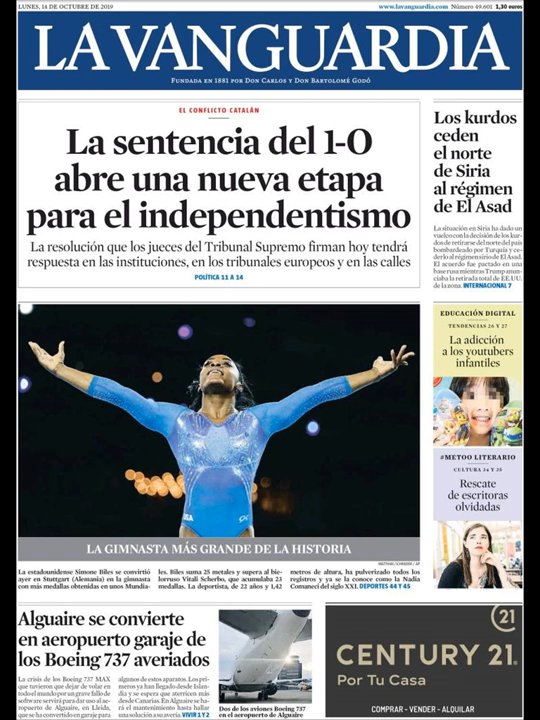 LUNES, 14 DE OCTUBRE DE 2019
www.lavanguardia.com Número 49.601 1,30 euros
LA VANGUARDIA
FUNDADA EN 1881 POR DON CARLOS Y DON BARTOLOMÉ GODÓ
EL CONFLICTO CATALÁN
La sentencia del 1-O
abre una nueva etapa
para el independentismo
La resolución que los jueces del Tribunal Supremo firman hoy tendrá
respuesta en las instituciones, en los tribunales europeos y en las calles
POLÍTICA 11 A 14
Los kurdos
ceden
el norte
de Siria
al régimen
de El Asad
La situación en Siria ha dado un
vuelco con la decisión de los kur-
dos de retirarse del norte del país
bombardeado por Turquía y ce-
derlo al régimen sirio de El Asad.
El acuerdo fue pactado en una
base rusa mientras Trump anun-
ciaba la retirada total de EE.UU.
de la zona. INTERNACIONAL 7
EDUCACIÓN DIGITAL
TENDENCIAS 26 Y 27
La adicción
a los youtubers
infantiles
#METOO LITERARIO
CULTURA 34 Y 35
Rescate
de escritoras
olvidadas
USA
LA GIMNASTA MÁS GRANDE DE LA HISTORIA
MATTHIAS SCHRADER / AP
La estadounidense Simone Biles se convirtió
ayer en Stuttgart (Alemania) en la gimnasta
con más medallas obtenidas en unos Mundia-
les. Biles suma 25 metales y supera al bie-
lorruso Vitali Scherbo, que acumulaba 23
medallas. La deportista, de 22 años y 1,42
metros de altura, ha pulverizado todos los
registros y ya se la conoce como la Nadia
Comaneci del siglo XXI. DEPORTES 44 Y 45
Alguaire se convierte
en aeropuerto garaje de
los Boeing 737 averiados
La crisis de los Boeing 737 MAX
que tuvieron que dejar de volar en
todo el mundo por un grave fallo de
software servirá para dar uso al ae-
ropuerto de Alguaire, en Lleida,
que se ha convertido en garaje para
algunos de estos aparatos. Los pri-
meros ya han llegado desde Islan-
dia y se espera que aterricen más
desde Canarias. En Alguaire se ha-
rá el mantenimiento hasta hallar
una solución a su avería. VIVIR 1 Y 2
Dos de los aviones Boeing 737
en el aeropuerto de Alguaire
21
CENTURY 21.
Por Tu Casa
COMPRAR - VENDER - ALQUILAR